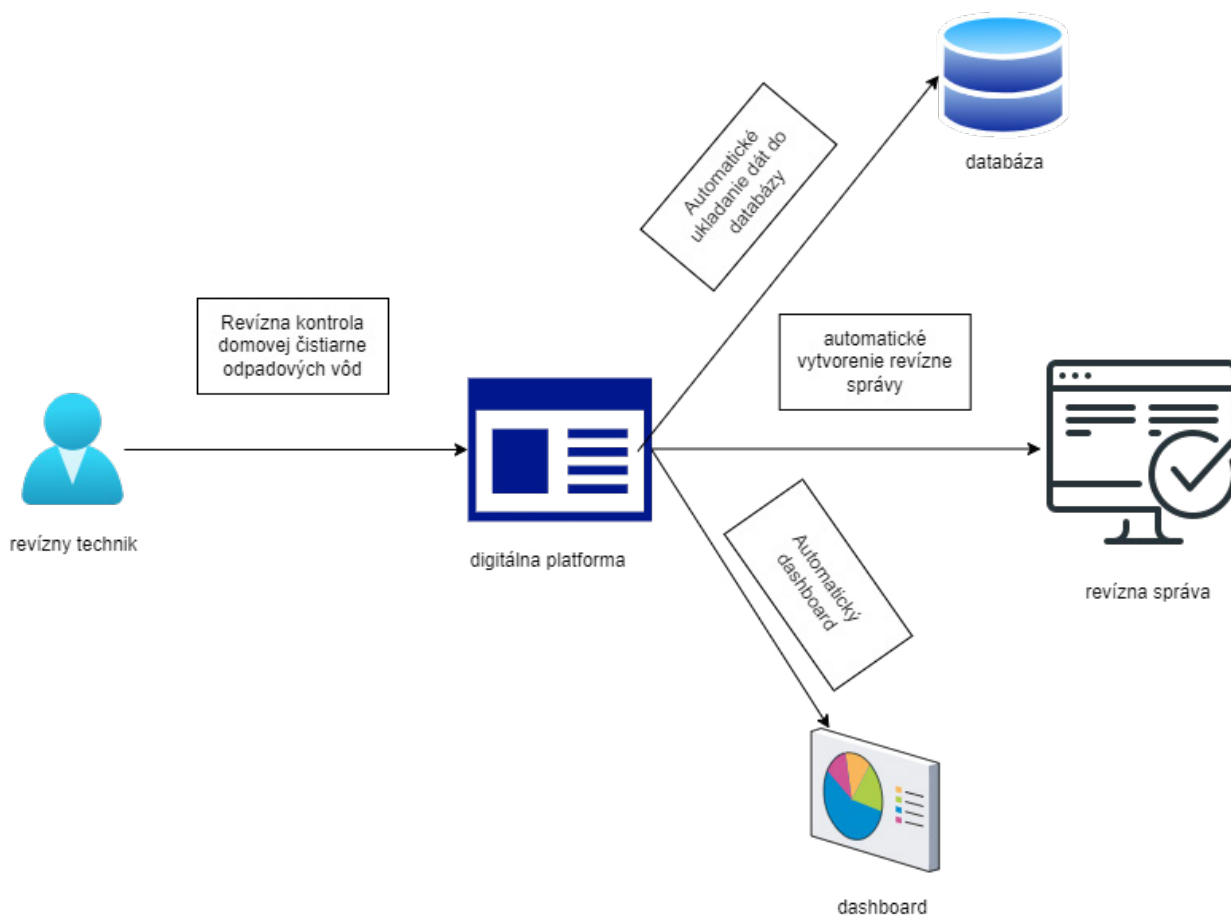 databáza
Automatické
ukladanie dát do
databázy
Revízna kontrola
domovej čistiarne
odpadových vôd
automatické
vytvorenie revízne
správy
revízny technik
digitálna platforma
Automatický
dashboard
revízna správa
dashboard